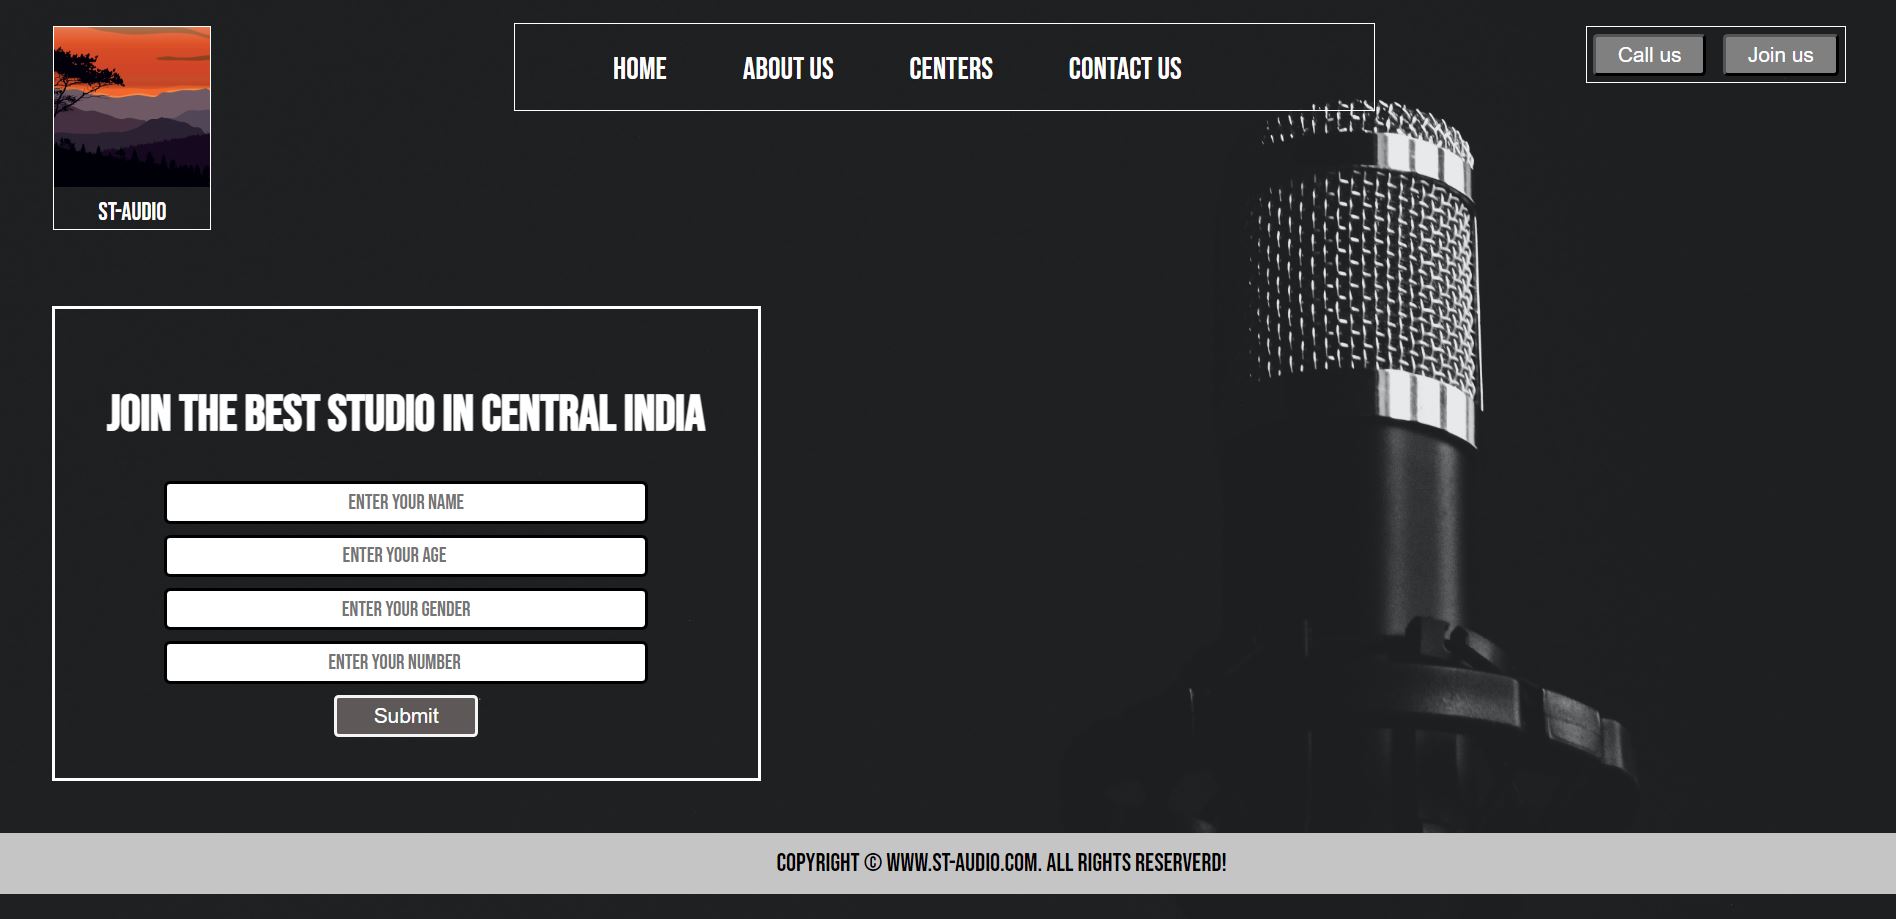 HOME ABOUT US CENTERS CONTACT US
Call us Join us
ST-AUDIO
JOIN THE BEST STUDIO IN CENTRAL INDIA
ENTER YOUR NAME
ENTER YOUR AGE
ENTER YOUR GENDER
ENTER YOUR NUMBER
Submit
COPYRIGHT © WWW.ST-AUDIO.COM. ALL RIGHTS RESERVERD!